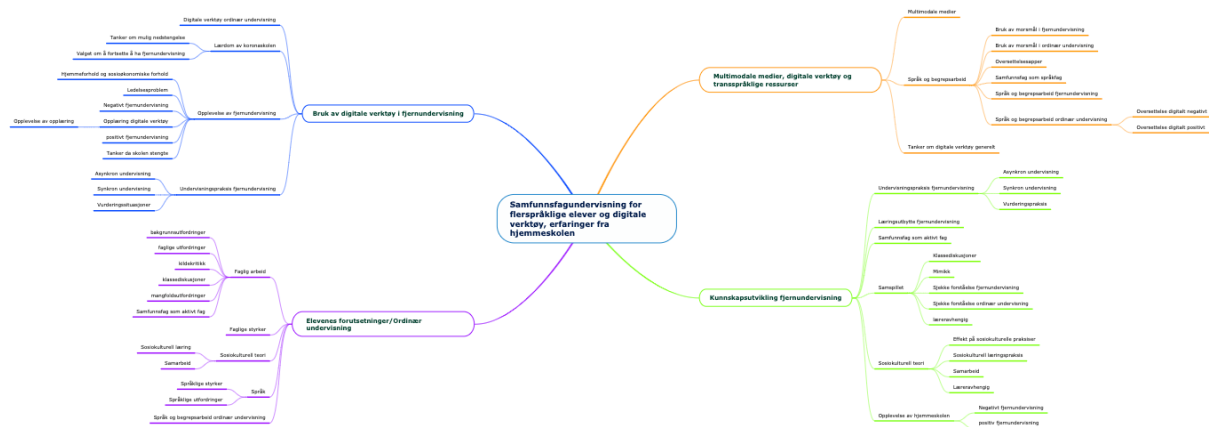 Samfunnsfagundervisning for
flerspråklige elever og digitale
verktøy, erfaringer fra
hjemmeskolen
Bruk av digitale verktøy i fjernundervisning
Digitale verktøy ordinær undervisning
Lærdom av koronaskolen
Tanker om mulig nedstengelse
Valget om å fortsette å ha fjernundervisning
Opplevelse av fjernundervisning
Hjemmeforhold og sosioøkonomiske forhold
Ledelsesproblem
Negativt fjernundervisning
Opplæring digitale verktøy
Opplevelse av opplæring
positivt fjernundervisning
Tanker da skolen stengte
Undervisningspraksis fjernundervisning
Asynkron undervisning
Synkron undervisning
Vurderingssituasjoner
Elevenes forutsetninger/Ordinær
undervisning
Faglig arbeid
bakgrunnsutfordringer
faglige utfordringer
kildekritikk
klassediskusjoner
mangfoldsutfordringer
Samfunnsfag som aktivt fag
Faglige styrker
Sosiokulturell teori
Sosiokulturell læring
Samarbeid
Språk
Språklige styrker
Språklige utfordringer
Språk og begrepsarbeid ordinær undervisning
Multimodale medier, digitale verktøy og
transspråklige ressurser
Multimodale medier
Språk og begrepsarbeid
Bruk av morsmål i fjernundervisning
Bruk av morsmål i ordinær undervisning
Oversettelsesapper
Samfunnsfag som språkfag
Språk og begrepsarbeid fjernundervisning
Språk og begrepsarbeid ordinær undervisning
Oversettelse digitalt negativt
Oversettelse digitalt positivt
Tanker om digitale verktøy generelt
Kunnskapsutvikling fjernundervisning
Undervisningspraksis fjernundervisning
Asynkron undervisning
Synkron undervisning
Vurderingspraksis
Læringsutbytte fjernundervisning
Samfunnsfag som aktivt fag
Samspillet
Klassediskusjoner
Mimikk
Sjekke forståelse fjernundervisning
Sjekke forståelse ordinær undervisning
læreravhengig
Sosiokulturell teori
Effekt på sosiokulturelle praksiser
Sosiokulturell læringspraksis
Samarbeid
Læreravhengig
Opplevelse av hjemmeskolen
Negativt fjernundervisning
positiv fjernundervisning